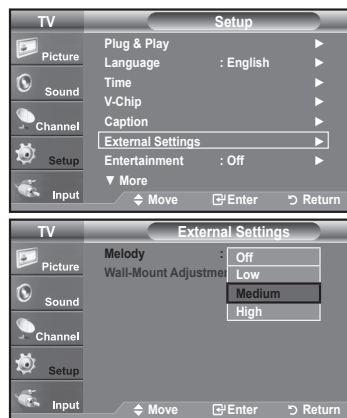 TV Setup
Picture
Sound
Channel
Setup
Input
Plug & Play ►
Language : English ►
Time ►
V-Chip ►
Caption ►
External Settings ►
Entertainment : Off ►
▼ More
Move Enter Return
TV External Settings
Picture
Sound
Channel
Setup
Input
Melody :
Wall-Mount Adjustme
Off
Low
Medium
High
Move Enter Return